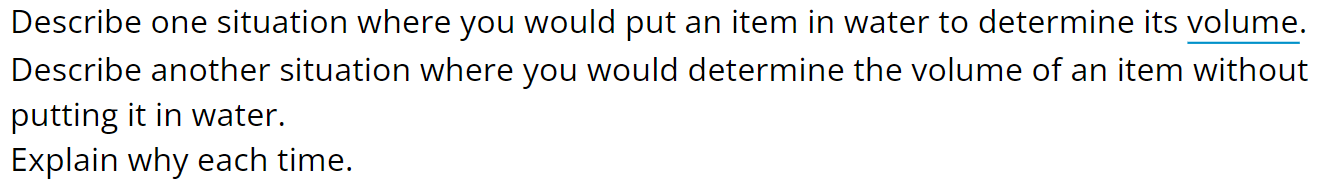 Describe one situation where you would put an item in water to determine its volume.
Describe another situation where you would determine the volume of an item without
putting it in water.
Explain why each time.